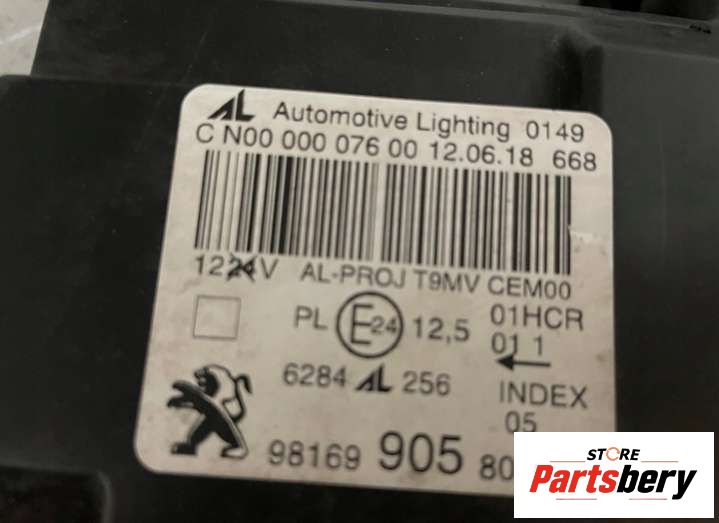 AL Automotive Lighting 0149
C N00 000 076 00 12.06.18 668
1224V AL-PROJ T9MV CEM00
PL E24 12,5 01HCR
01 1
6284 AL 256 INDEX
05
98169 905 80
STORE
Partsbery